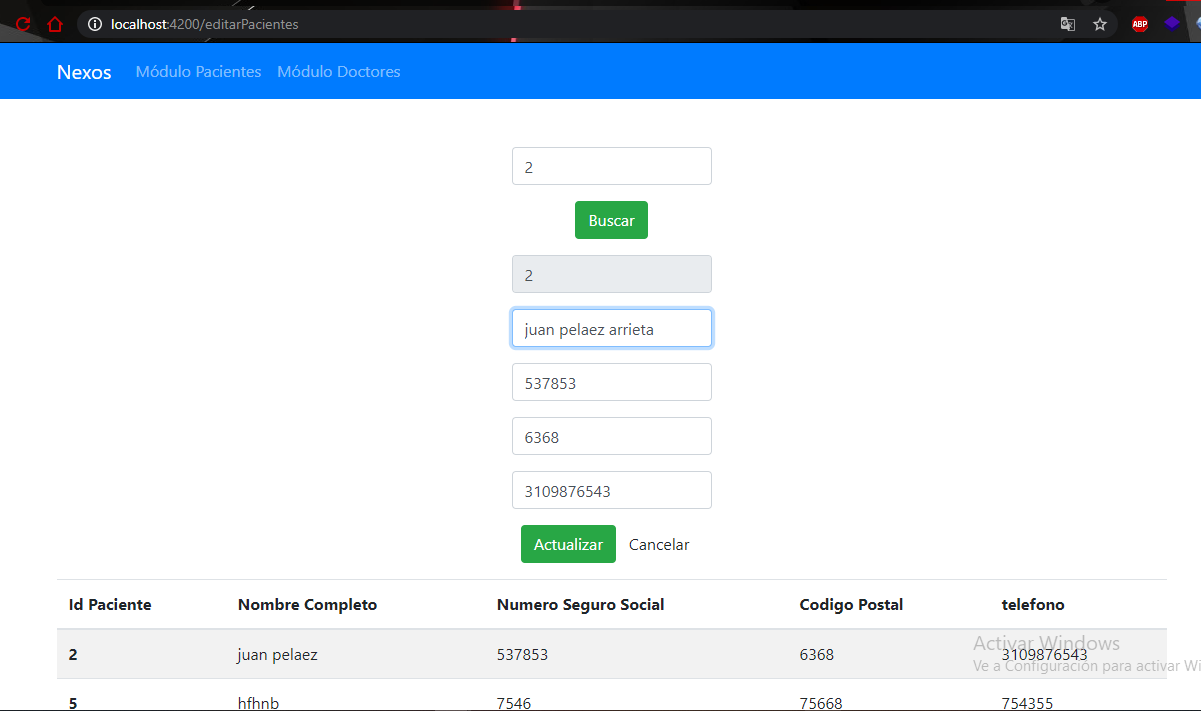 localhost:4200/editarPacientes
ABP
Nexos Módulo Pacientes Módulo Doctores
2
Buscar
2
juan pelaez arrieta
537853
6368
3109876543
Actualizar Cancelar
Id Paciente Nombre Completo Numero Seguro Social Codigo Postal telefono
2 juan pelaez 537853 6368 3109876543
Activar Windows
Ve a Configuración para activar Wi
5 hfhnb 7546 75668 754355